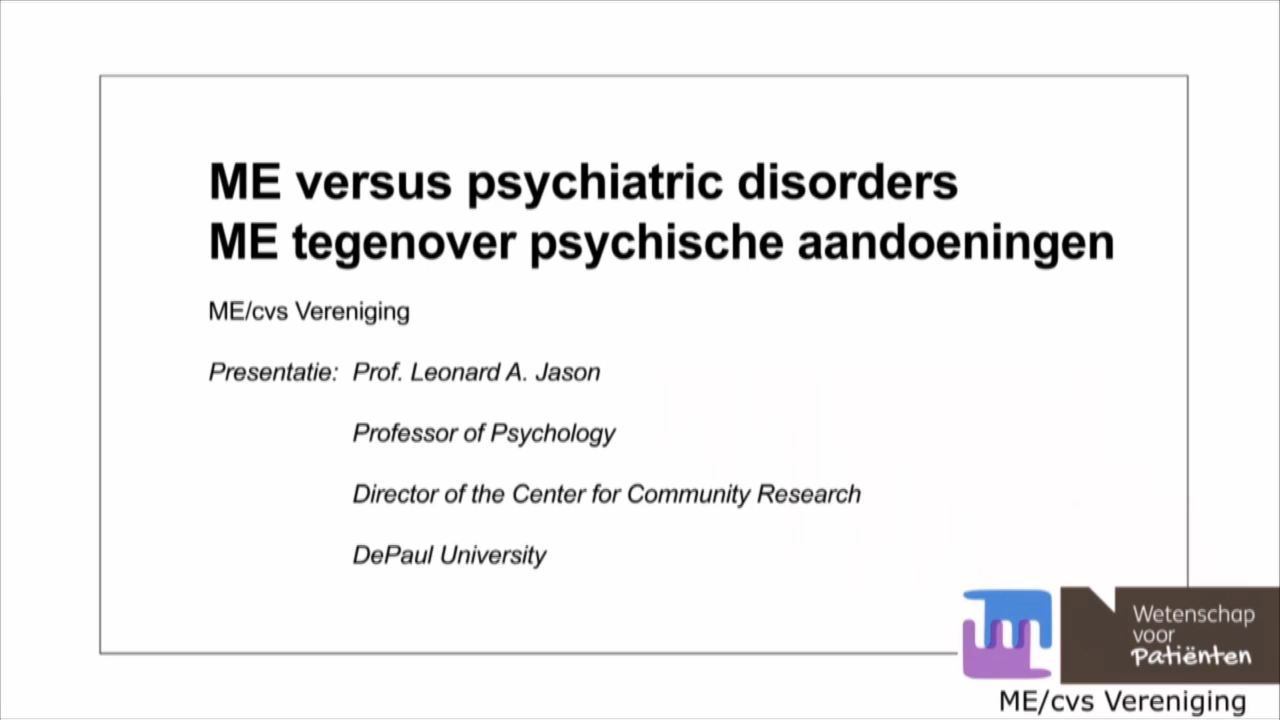 ME versus psychiatric disorders
ME tegenover psychische aandoeningen
ME/cvs Vereniging
Presentatie: Prof. Leonard A. Jason
Professor of Psychology
Director of the Center for Community Research
DePaul University
Wetenschap
voor
Patiënten
ME/cvs Vereniging